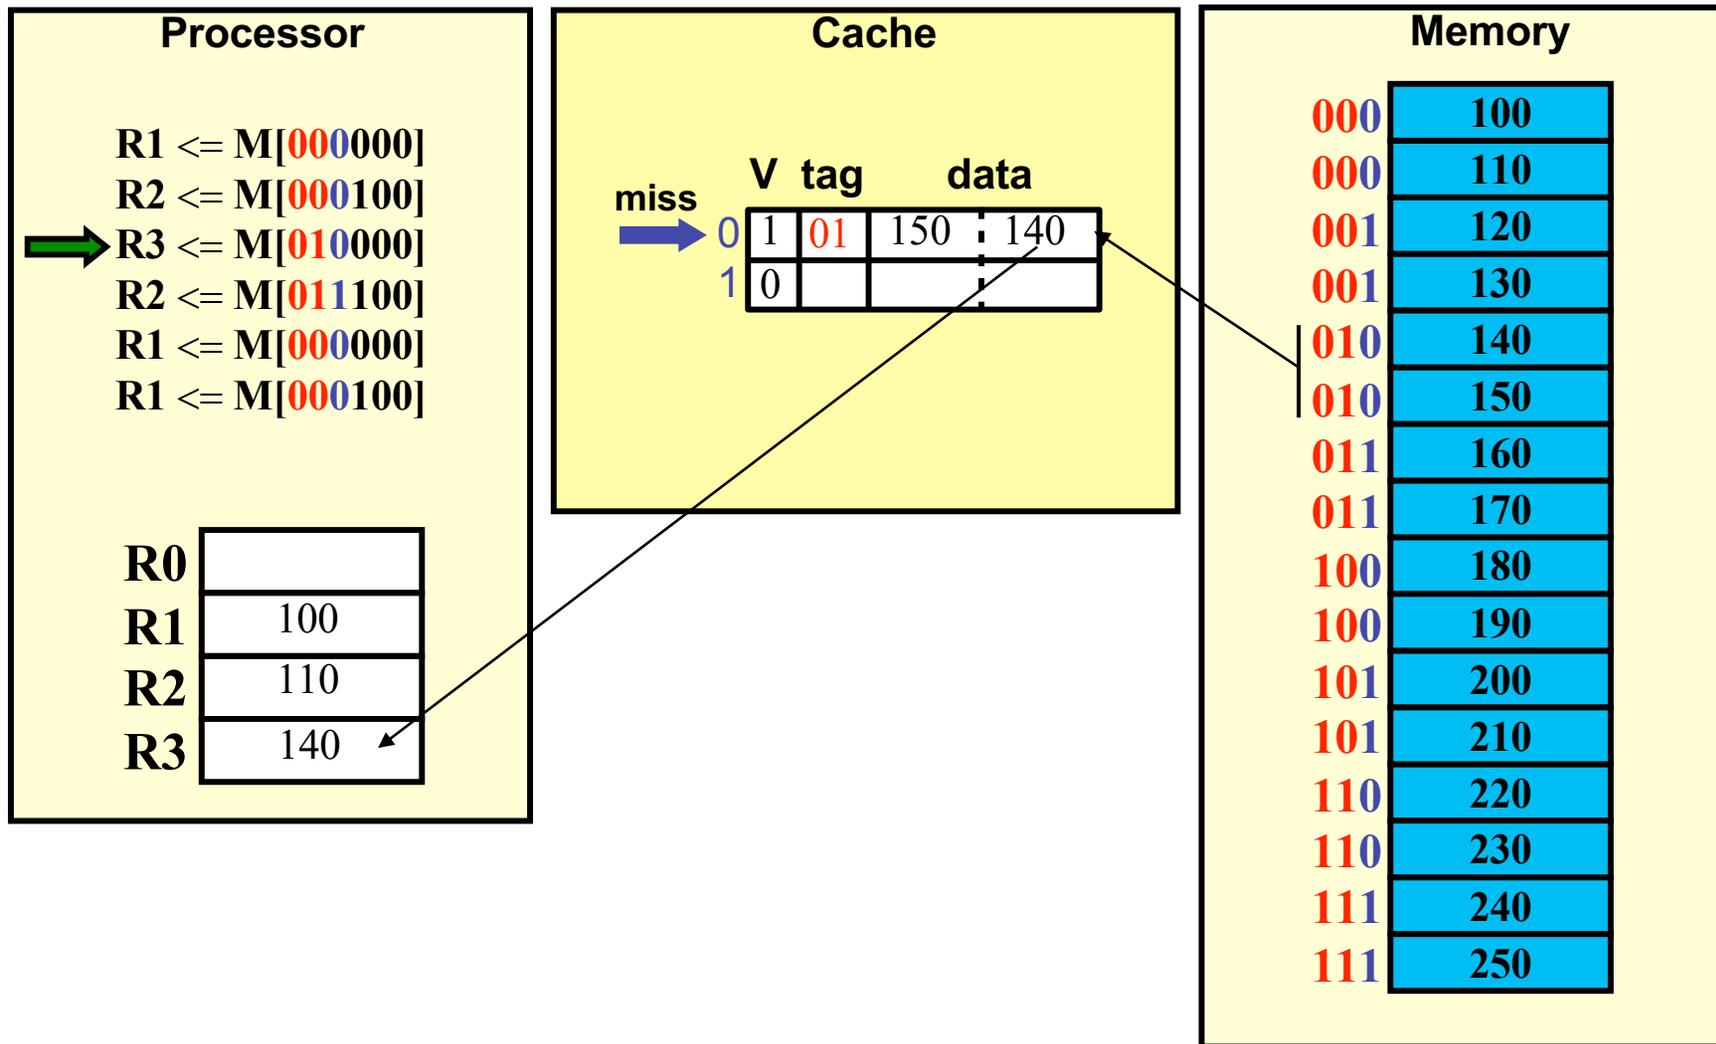 Processor
R1 <= M[000000]
R2 <= M[000100]
R3 <= M[010000]
R2 <= M[011100]
R1 <= M[000000]
R1 <= M[000100]
R0
R1 100
R2 110
R3 140
Cache
V tag data
miss
0 1 01 150 140
1 0
Memory
000 100
000 110
001 120
001 130
010 140
010 150
011 160
011 170
100 180
100 190
101 200
101 210
110 220
110 230
111 240
111 250